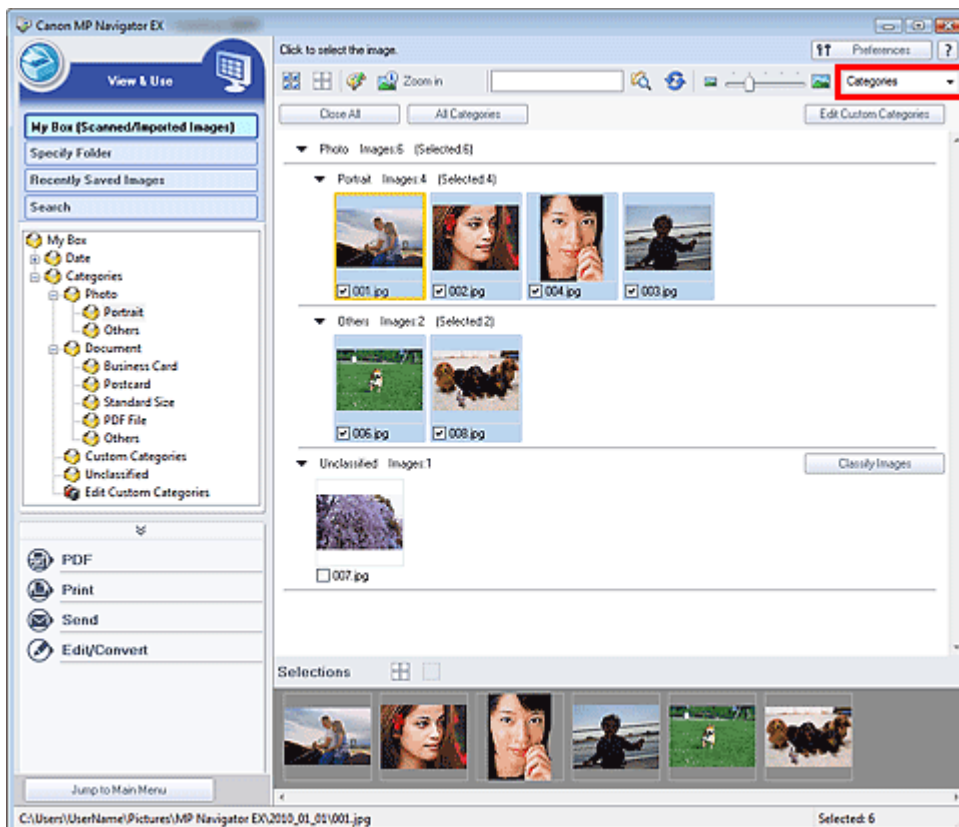 Canon MP Navigator EX
View & Use
My Box (Scanned/Imported Images)
Specify Folder
Recently Saved Images
Search
My Box
Date
Categories
Photo
Portrait
Others
Document
Business Card
Postcard
Standard Size
PDF File
Others
Custom Categories
Unclassified
Edit Custom Categories
PDF
Print
Send
Edit/Convert
Jump to Main Menu
Click to select the image.
Preferences ?
Zoom in
Categories
Close All All Categories Edit Custom Categories
Photo Images:6 (Selected:6)
Portrait Images:4 (Selected:4)
001.jpg 002.jpg 004.jpg 003.jpg
Others Images:2 (Selected:2)
006.jpg 008.jpg
Unclassified Images:1 Classify Images
007.jpg
Selections
C:\Users\UserName\Pictures\MP Navigator EX\2010_01_01\001.jpg Selected: 6